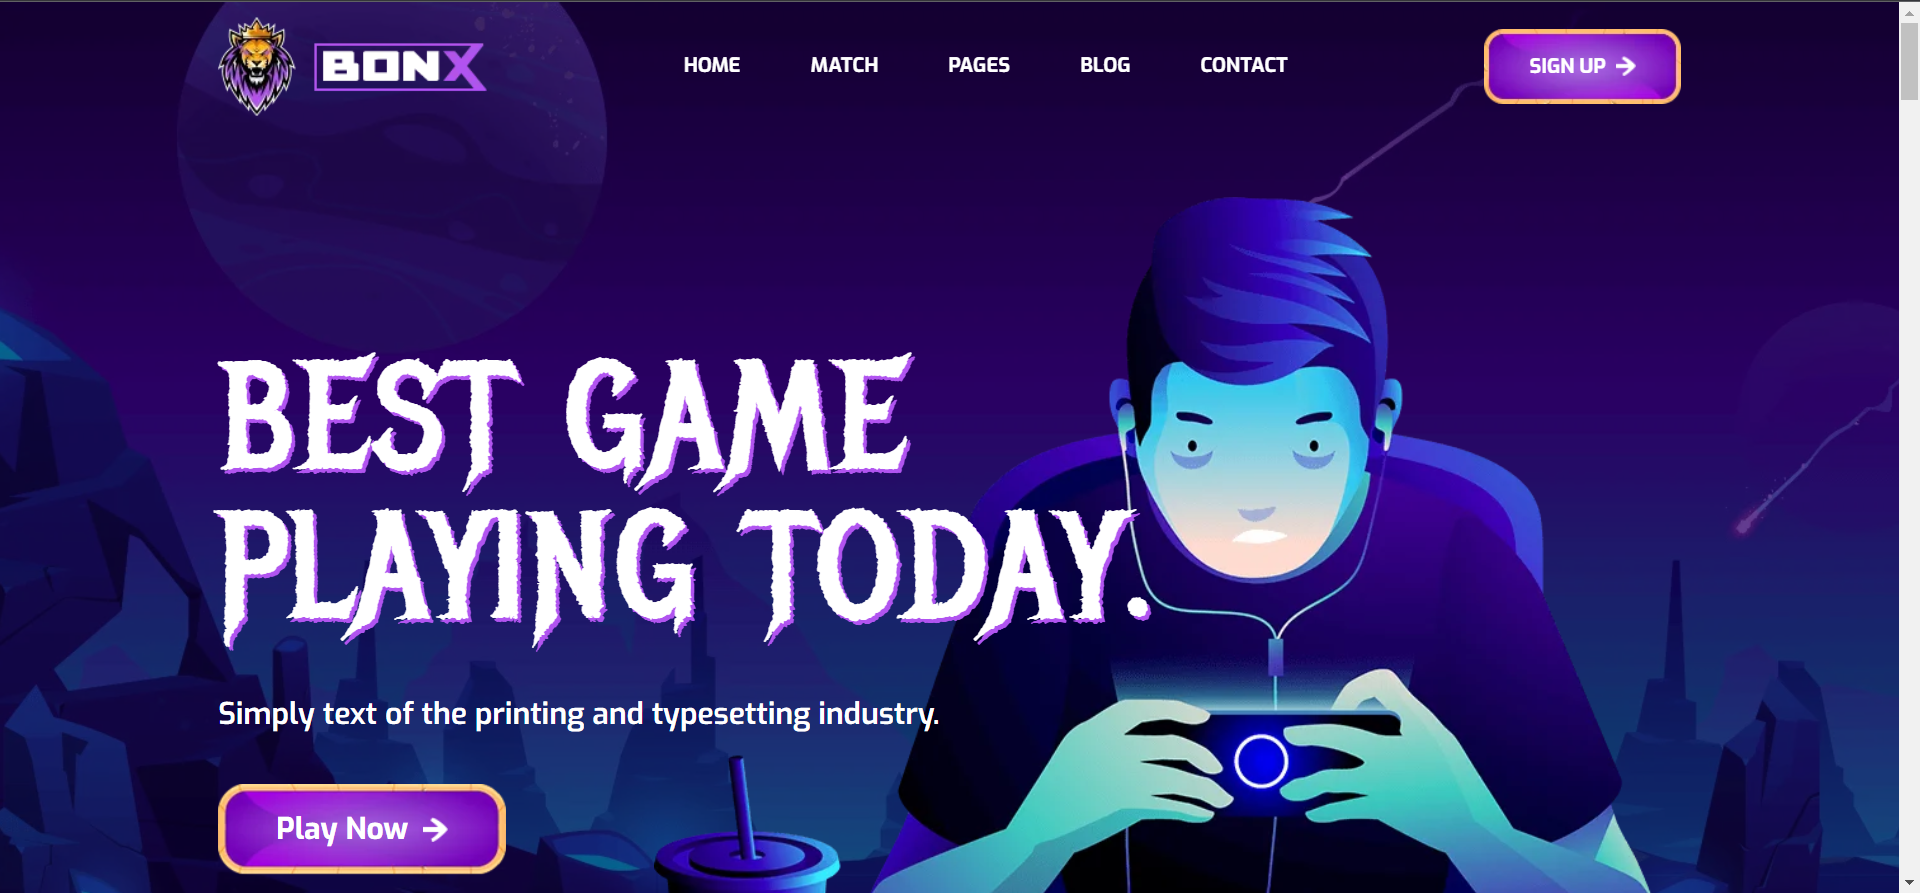 BONX
HOME MATCH PAGES BLOG CONTACT
SIGN UP
BEST GAME
PLAYING TODAY.
Simply text of the printing and typesetting industry.
Play Now